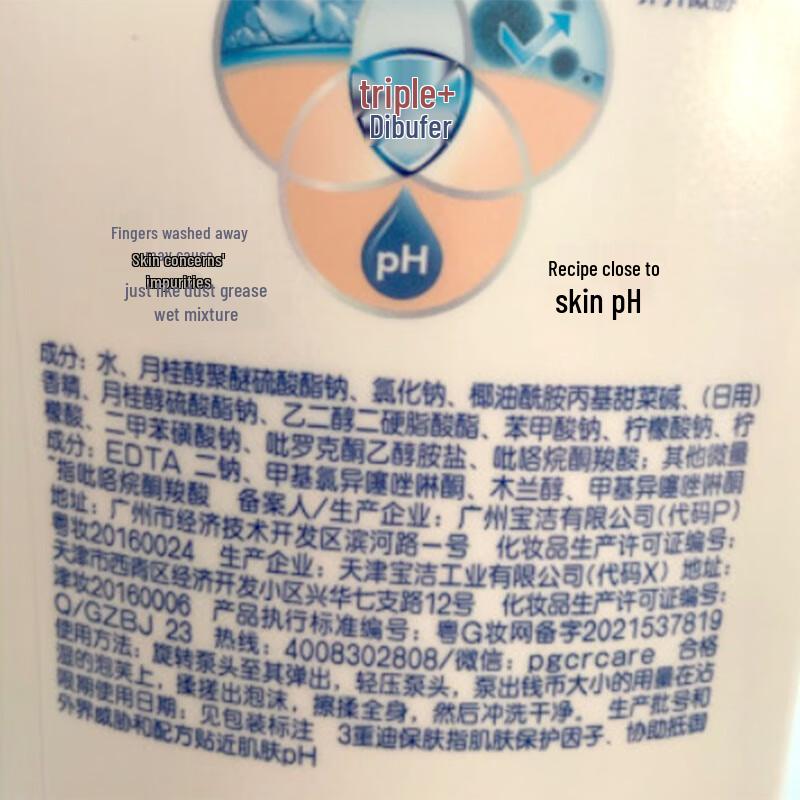 triple+
Dibufer
pH
Fingers washed away
Skin concerns'
impurities
just like dust grease
wet mixture
Recipe close to
skin pH
成分：水、月桂醇聚醚硫酸酯钠、氯化钠、椰油酰胺丙基甜菜碱、（日用）
香精、月桂醇硫酸酯钠、乙二醇二硬脂酸酯、苯甲酸钠、柠檬酸钠、柠
檬酸、二甲苯磺酸钠、吡罗克酮乙醇胺盐、吡咯烷酮羧酸；其他微量
成分：EDTA 二钠、甲基氯异噻唑啉酮、木兰醇、甲基异噻唑啉酮
*指吡咯烷酮羧酸 备案人/生产企业：广州宝洁有限公司(代码P)
地址：广州市经济技术开发区滨河路一号 化妆品生产许可证编号：
粤妆20160024 生产企业：天津宝洁工业有限公司(代码X) 地址：
天津市西青区经济开发小区兴华七支路12号 化妆品生产许可证编号：
津妆20160006 产品执行标准编号：粤G妆网备字2021537819
Q/GZBJ 23 热线：4008302808/微信：pgcrcare 合格
使用方法：旋转泵头至其弹出，轻压泵头，泵出钱币大小的用量在沾
湿的泡芙上，揉搓出泡沫，擦揉全身，然后冲洗干净。 生产批号和
限期使用日期：见包装标注 3重迪保肤指肌肤保护因子、协助抵御
外界威胁和配方贴近肌肤pH